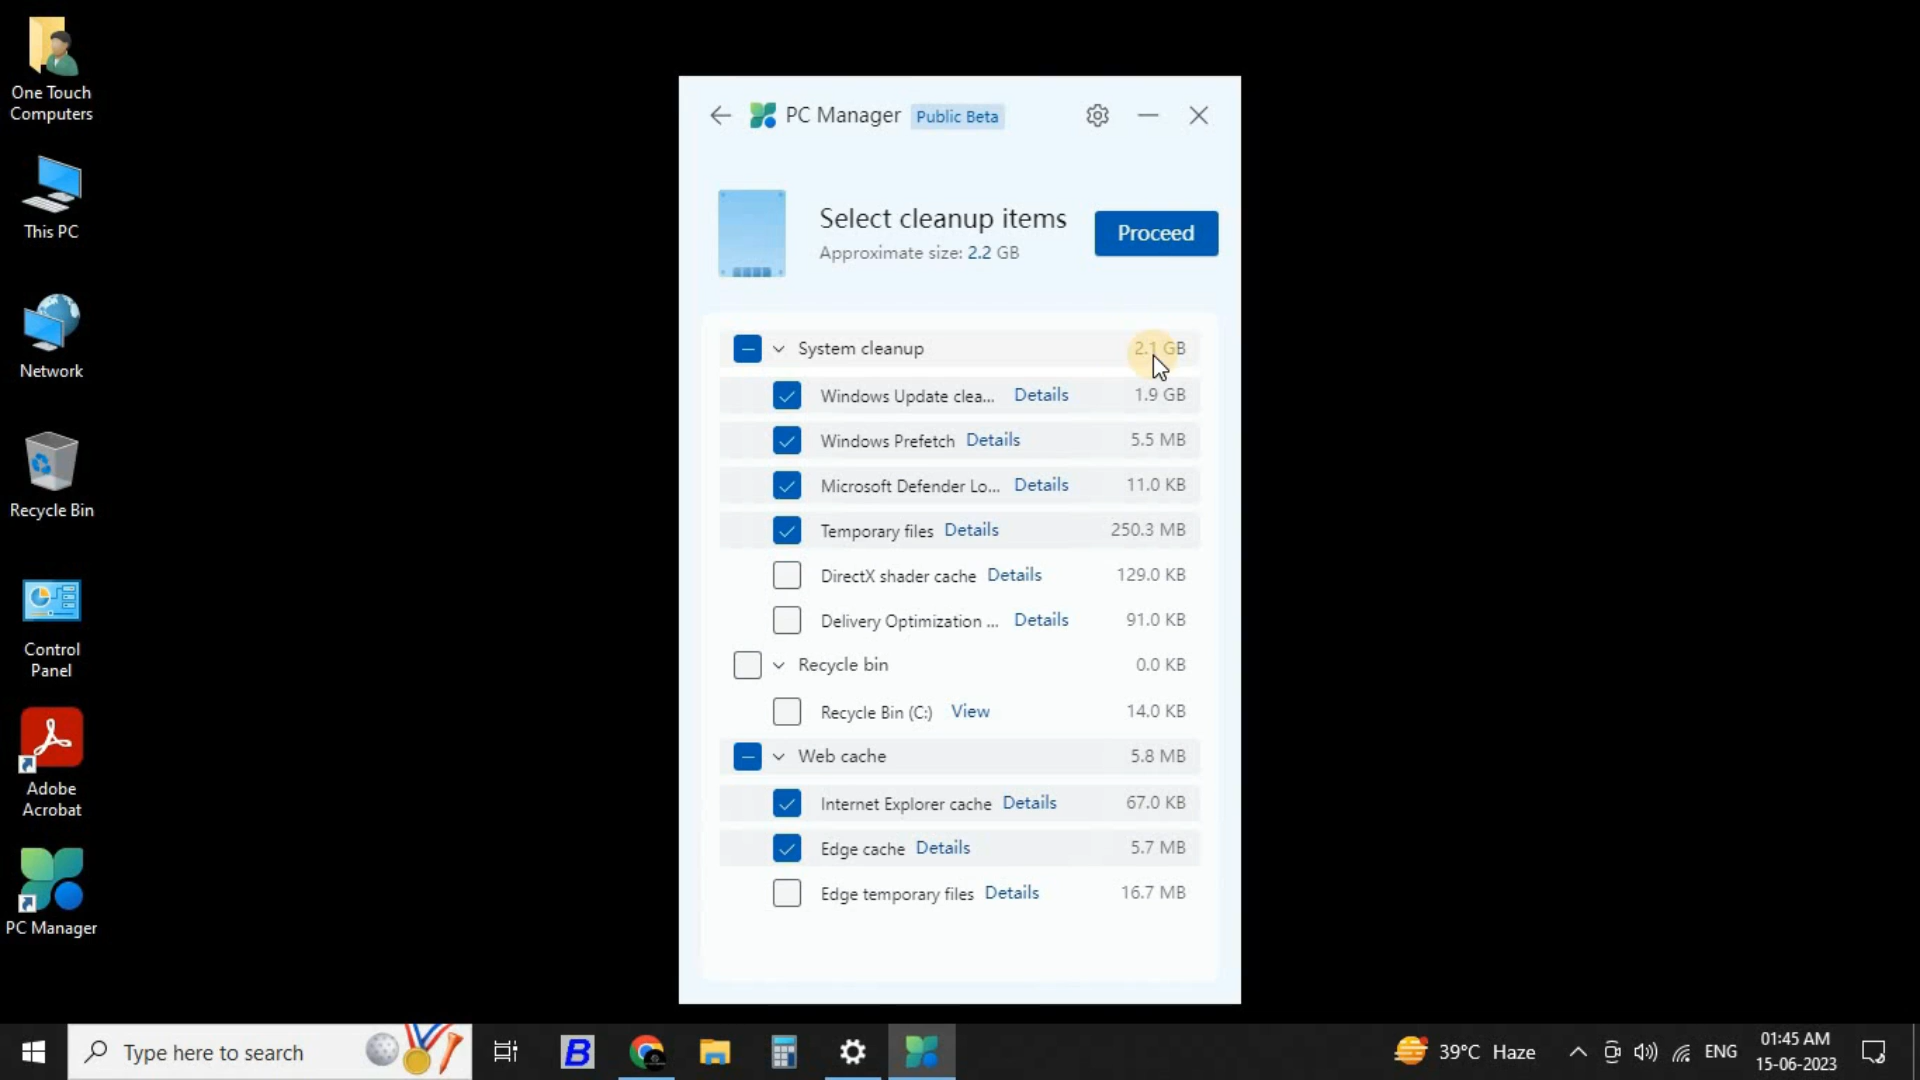 One Touch
Computers
This PC
Network
Recycle Bin
Control
Panel
Adobe
Acrobat
PC Manager
PC Manager Public Beta
Select cleanup items
Approximate size: 2.2 GB
Proceed
System cleanup 2.1 GB
Windows Update clea... Details 1.9 GB
Windows Prefetch Details 5.5 MB
Microsoft Defender Lo... Details 11.0 KB
Temporary files Details 250.3 MB
DirectX shader cache Details 129.0 KB
Delivery Optimization ... Details 91.0 KB
Recycle bin 0.0 KB
Recycle Bin (C:) View 14.0 KB
Web cache 5.8 MB
Internet Explorer cache Details 67.0 KB
Edge cache Details 5.7 MB
Edge temporary files Details 16.7 MB
Type here to search
B
39°C Haze
ENG
01:45 AM
15-06-2023